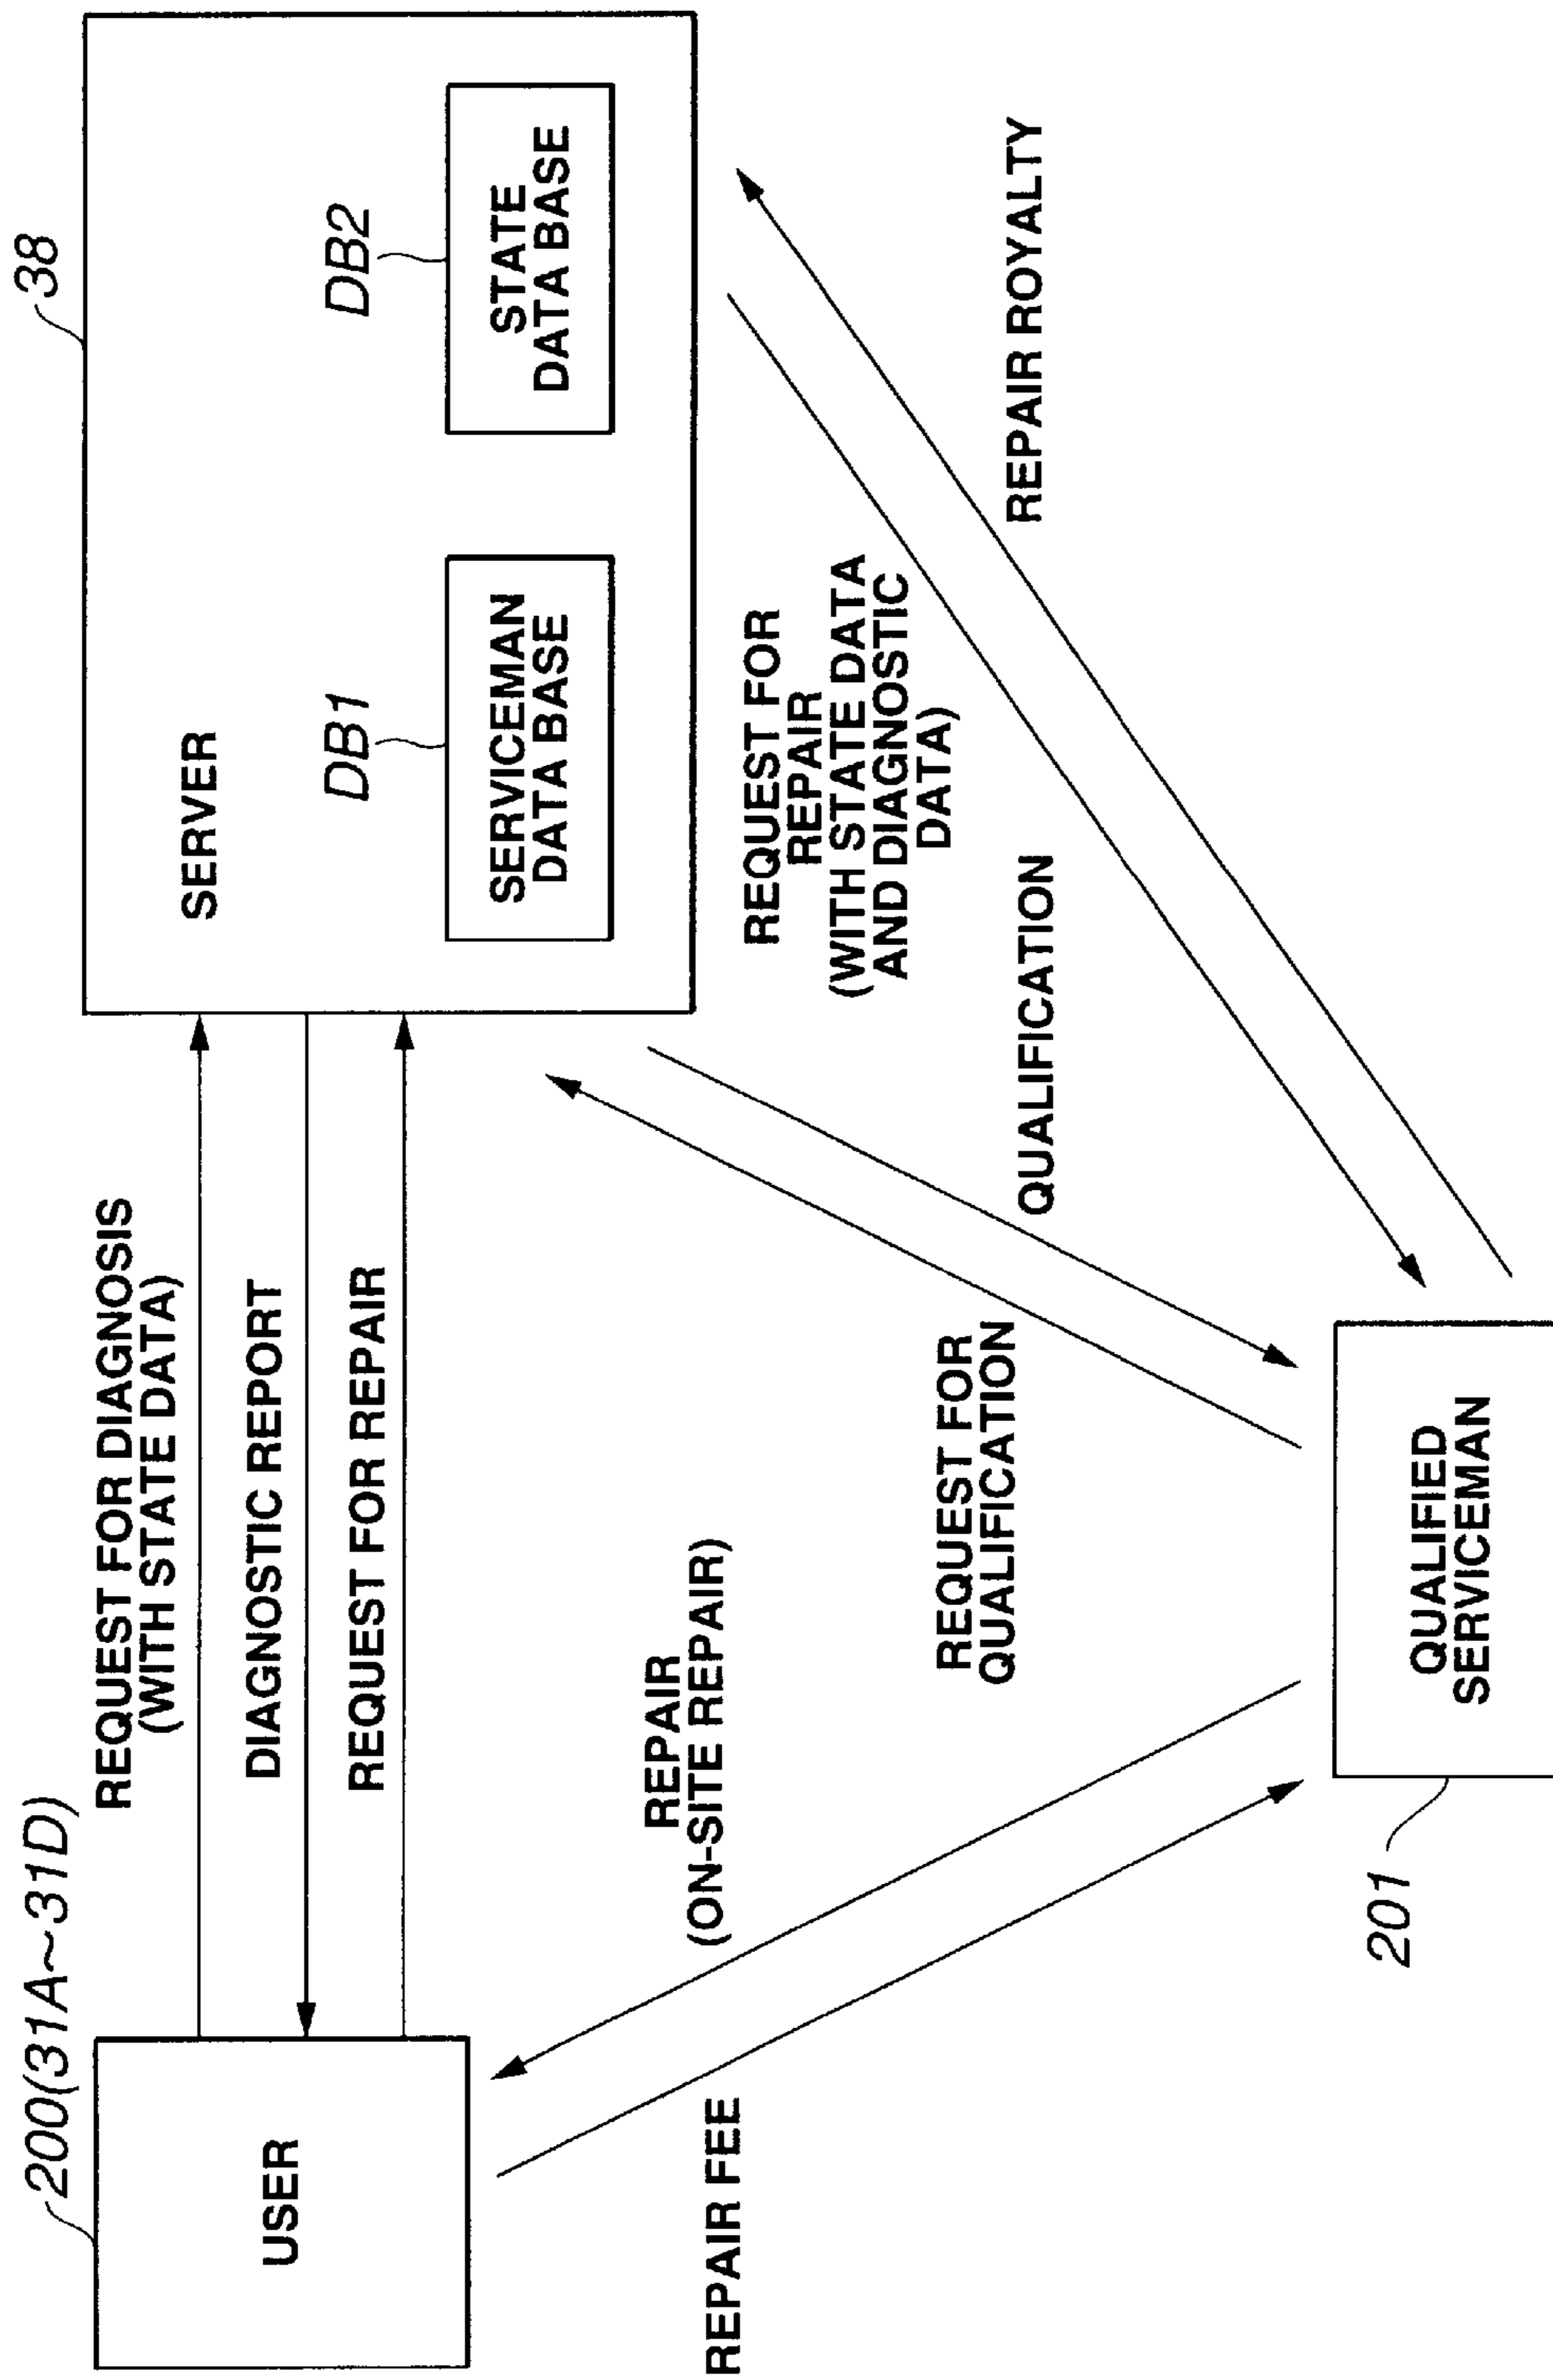 200(31A~31D)
USER
REQUEST FOR DIAGNOSIS
(WITH STATE DATA)
DIAGNOSTIC REPORT
REQUEST FOR REPAIR
38
SERVER
DB1
SERVICEMAN
DATA BASE
DB2
STATE
DATA BASE
REPAIR FEE
REPAIR
(ON-SITE REPAIR)
REQUEST FOR
QUALIFICATION
QUALIFICATION
REQUEST FOR
REPAIR
(WITH STATE DATA
AND DIAGNOSTIC
DATA)
REPAIR ROYALTY
201
QUALIFIED
SERVICEMAN